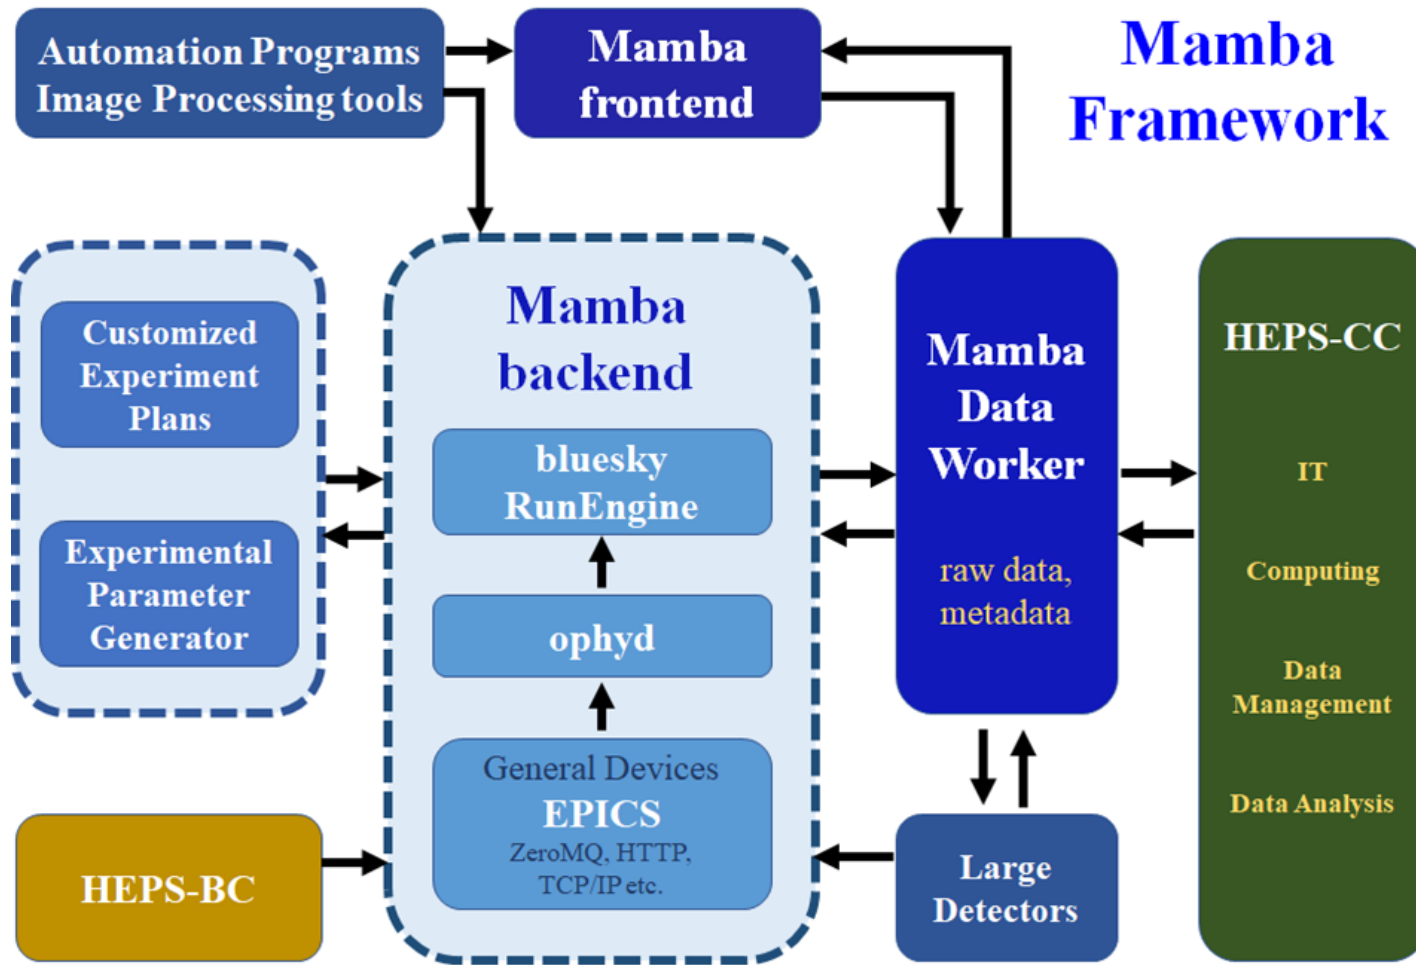 Automation Programs
Image Processing tools
Mamba
frontend
Mamba
Framework
Customized
Experiment
Plans
Experimental
Parameter
Generator
HEPS-BC
Mamba
backend
bluesky
RunEngine
ophyd
General Devices
EPICS
ZeroMQ, HTTP,
TCP/IP etc.
Mamba
Data
Worker
raw data,
metadata
Large
Detectors
HEPS-CC
IT
Computing
Data
Management
Data Analysis